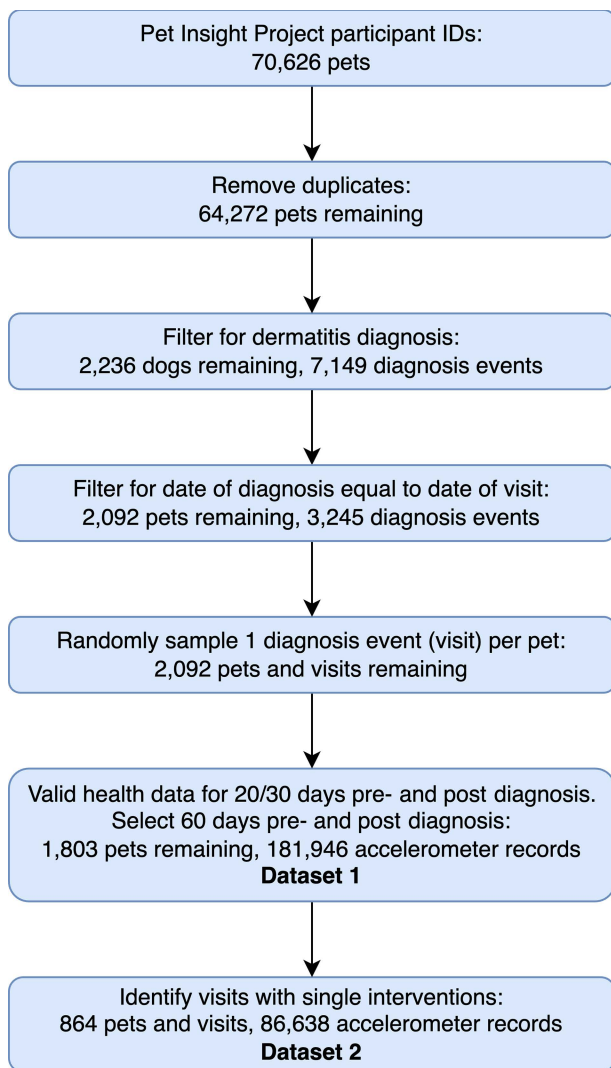 Pet Insight Project participant IDs:
70,626 pets
Remove duplicates:
64,272 pets remaining
Filter for dermatitis diagnosis:
2,236 dogs remaining, 7,149 diagnosis events
Filter for date of diagnosis equal to date of visit:
2,092 pets remaining, 3,245 diagnosis events
Randomly sample 1 diagnosis event (visit) per pet:
2,092 pets and visits remaining
Valid health data for 20/30 days pre- and post diagnosis.
Select 60 days pre- and post diagnosis:
1,803 pets remaining, 181,946 accelerometer records
Dataset 1
Identify visits with single interventions:
864 pets and visits, 86,638 accelerometer records
Dataset 2